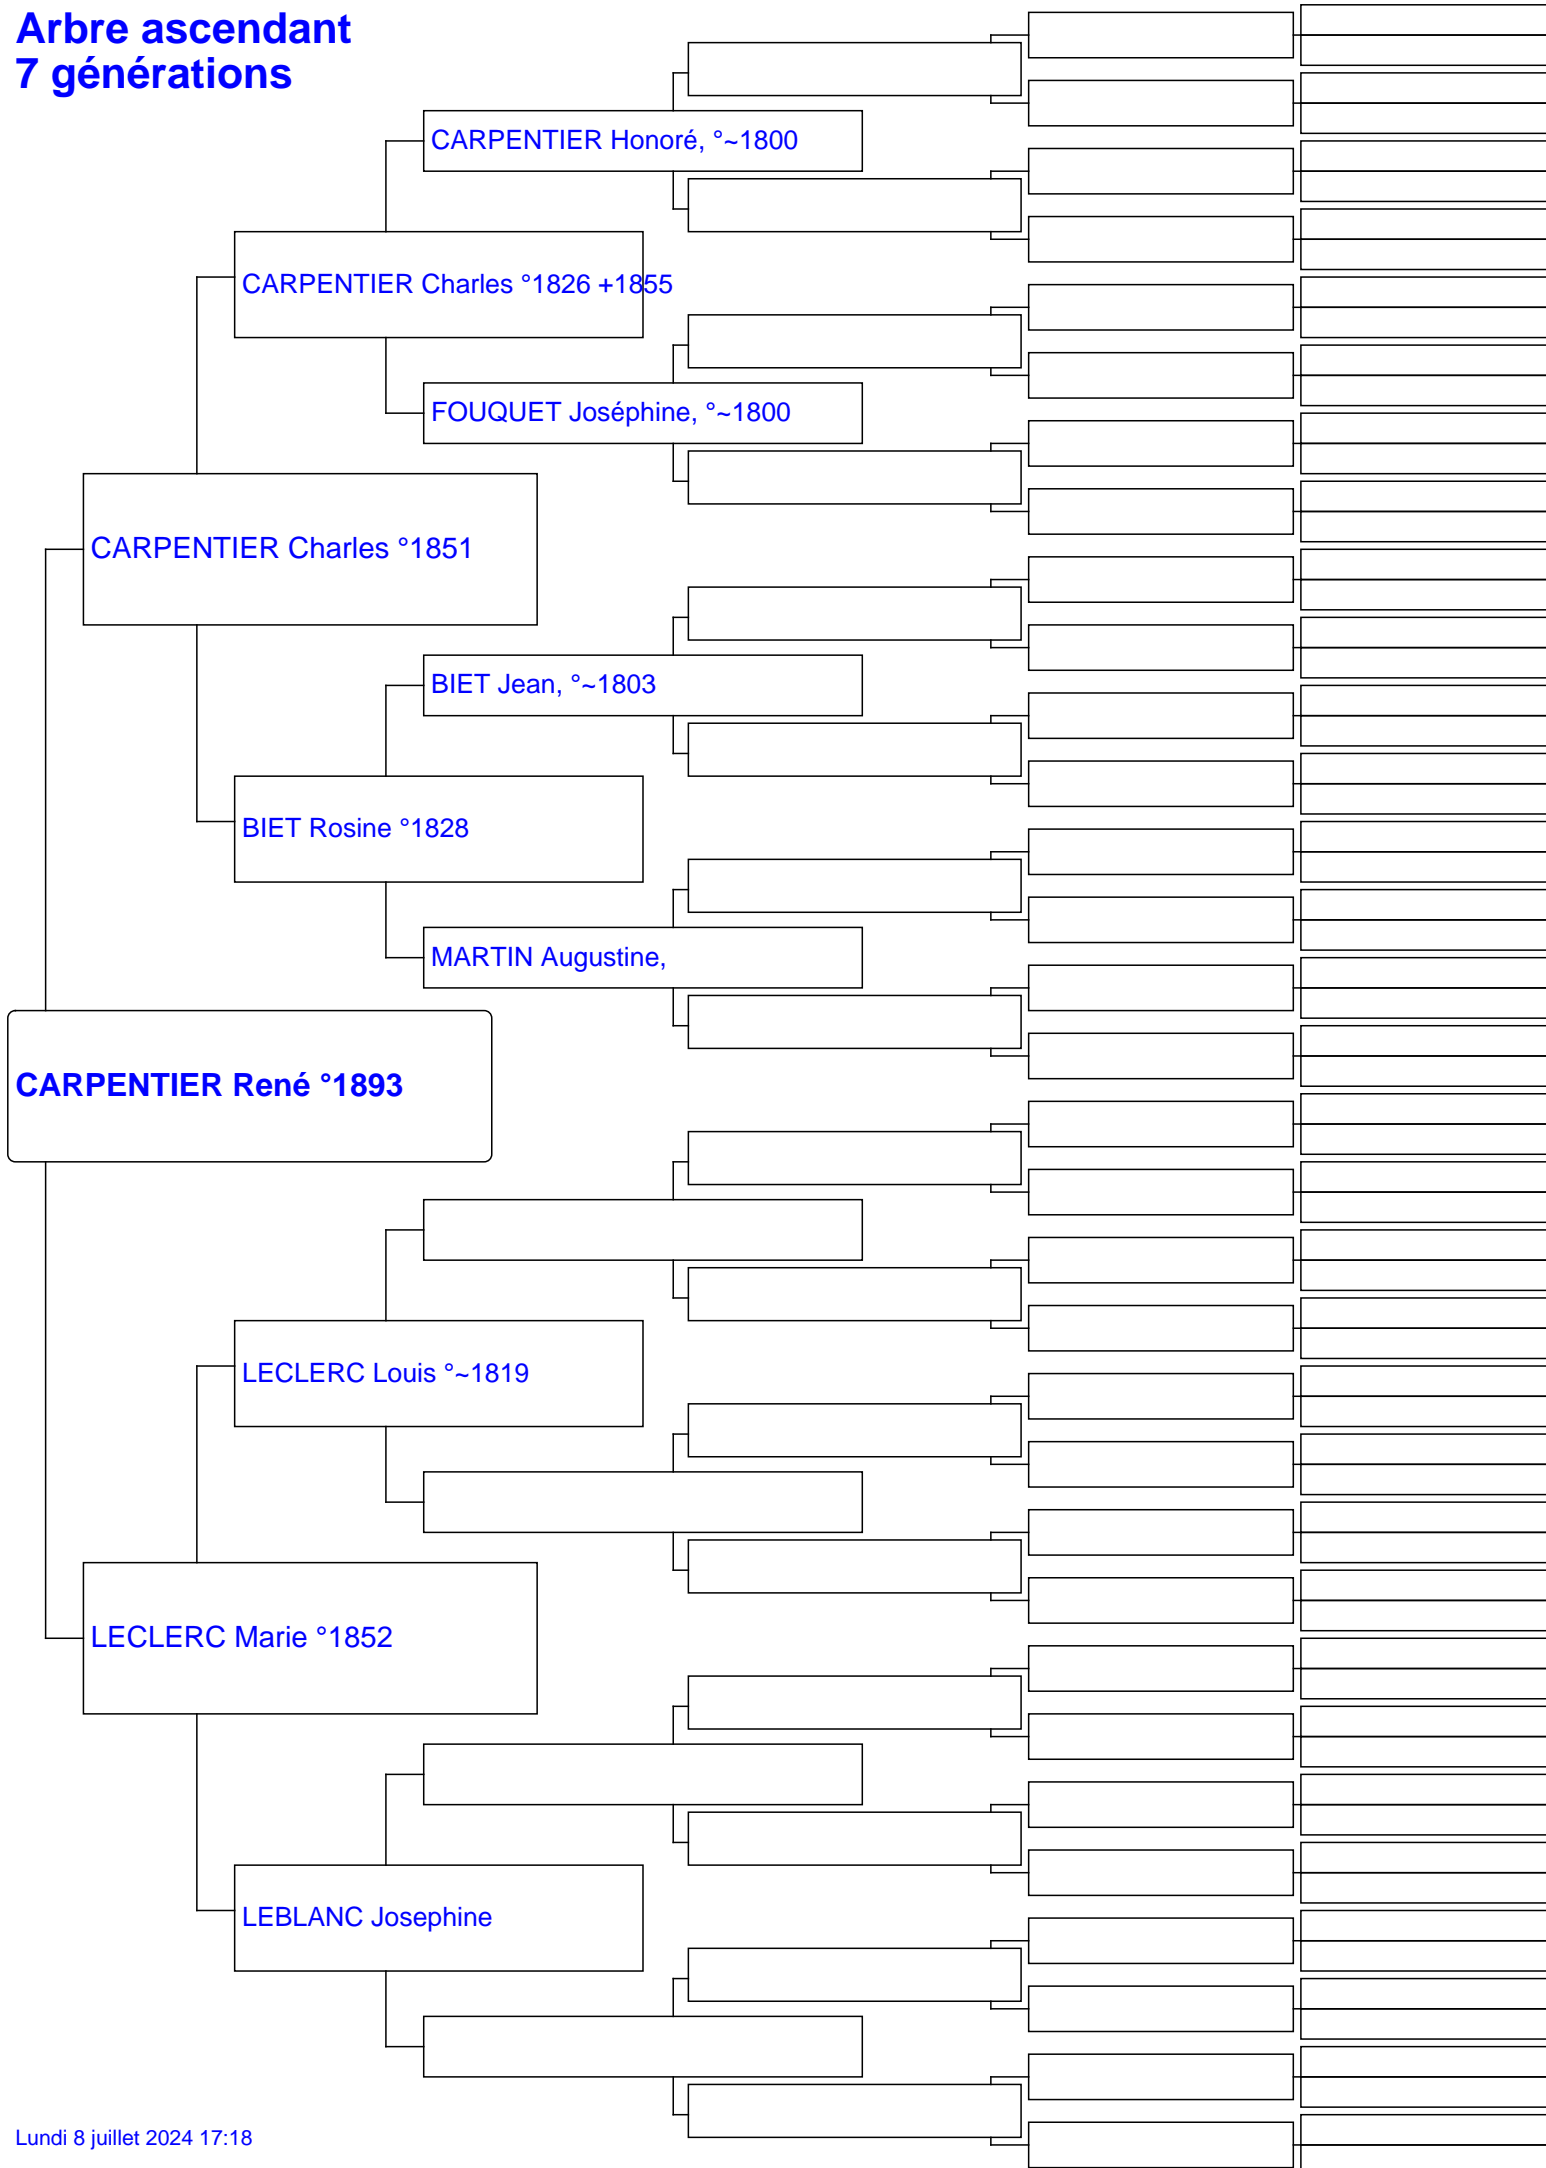 Arbre ascendant
7 générations
CARPENTIER Honoré, °~1800
CARPENTIER Charles °1826 +1855
FOUQUET Joséphine, °~1800
CARPENTIER Charles °1851
BIET Jean, °~1803
BIET Rosine °1828
MARTIN Augustine,
CARPENTIER René °1893
LECLERC Louis °~1819
LECLERC Marie °1852
LEBLANC Josephine
Lundi 8 juillet 2024 17:18